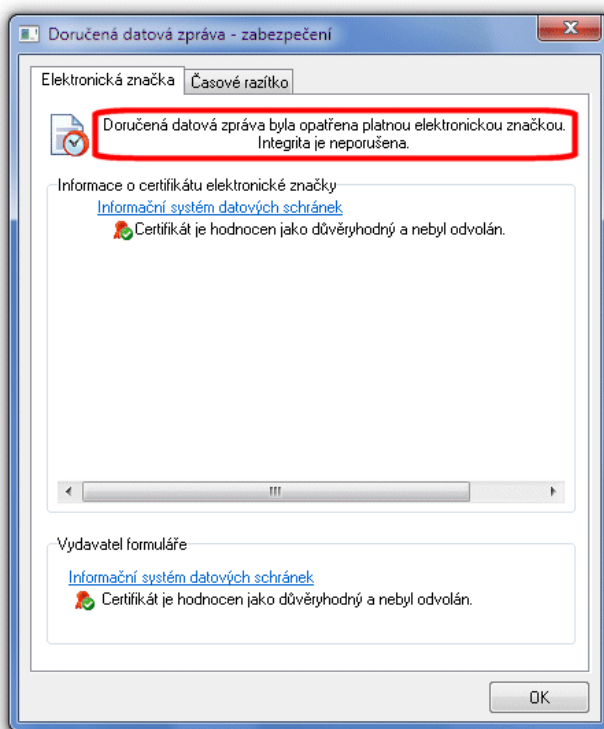 Doručená datová zpráva - zabezpečení
Elektronická značka
Časové razítko
Doručená datová zpráva byla opatřena platnou elektronickou značkou.
Integrita je neporušena.
Informace o certifikátu elektronické značky
Informační systém datových schránek
Certifikát je hodnocen jako důvěryhodný a nebyl odvolán.
Vydavatel formuláře
Informační systém datových schránek
Certifikát je hodnocen jako důvěryhodný a nebyl odvolán.
OK